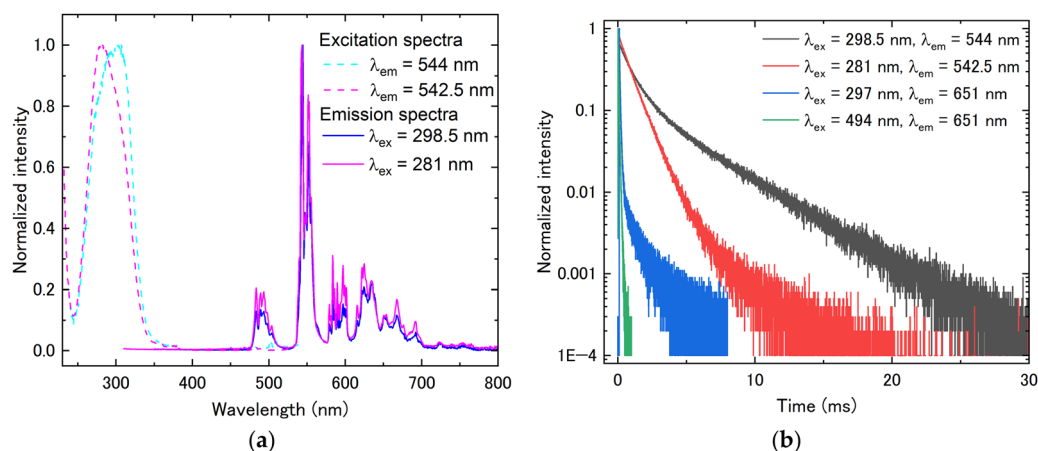 (a)
Normalized intensity
1.0
0.8
0.6
0.4
0.2
0.0
300
400
500
600
700
800
Wavelength (nm)
Excitation spectra
λem = 544 nm
λem = 542.5 nm
Emission spectra
λex = 298.5 nm
λex = 281 nm
(a)
(b)
Normalized intensity
1
0.1
0.01
0.001
1E−4
0
10
20
30
Time (ms)
λex = 298.5 nm, λem = 544 nm
λex = 281 nm, λem = 542.5 nm
λex = 297 nm, λem = 651 nm
λex = 494 nm, λem = 651 nm
(b)